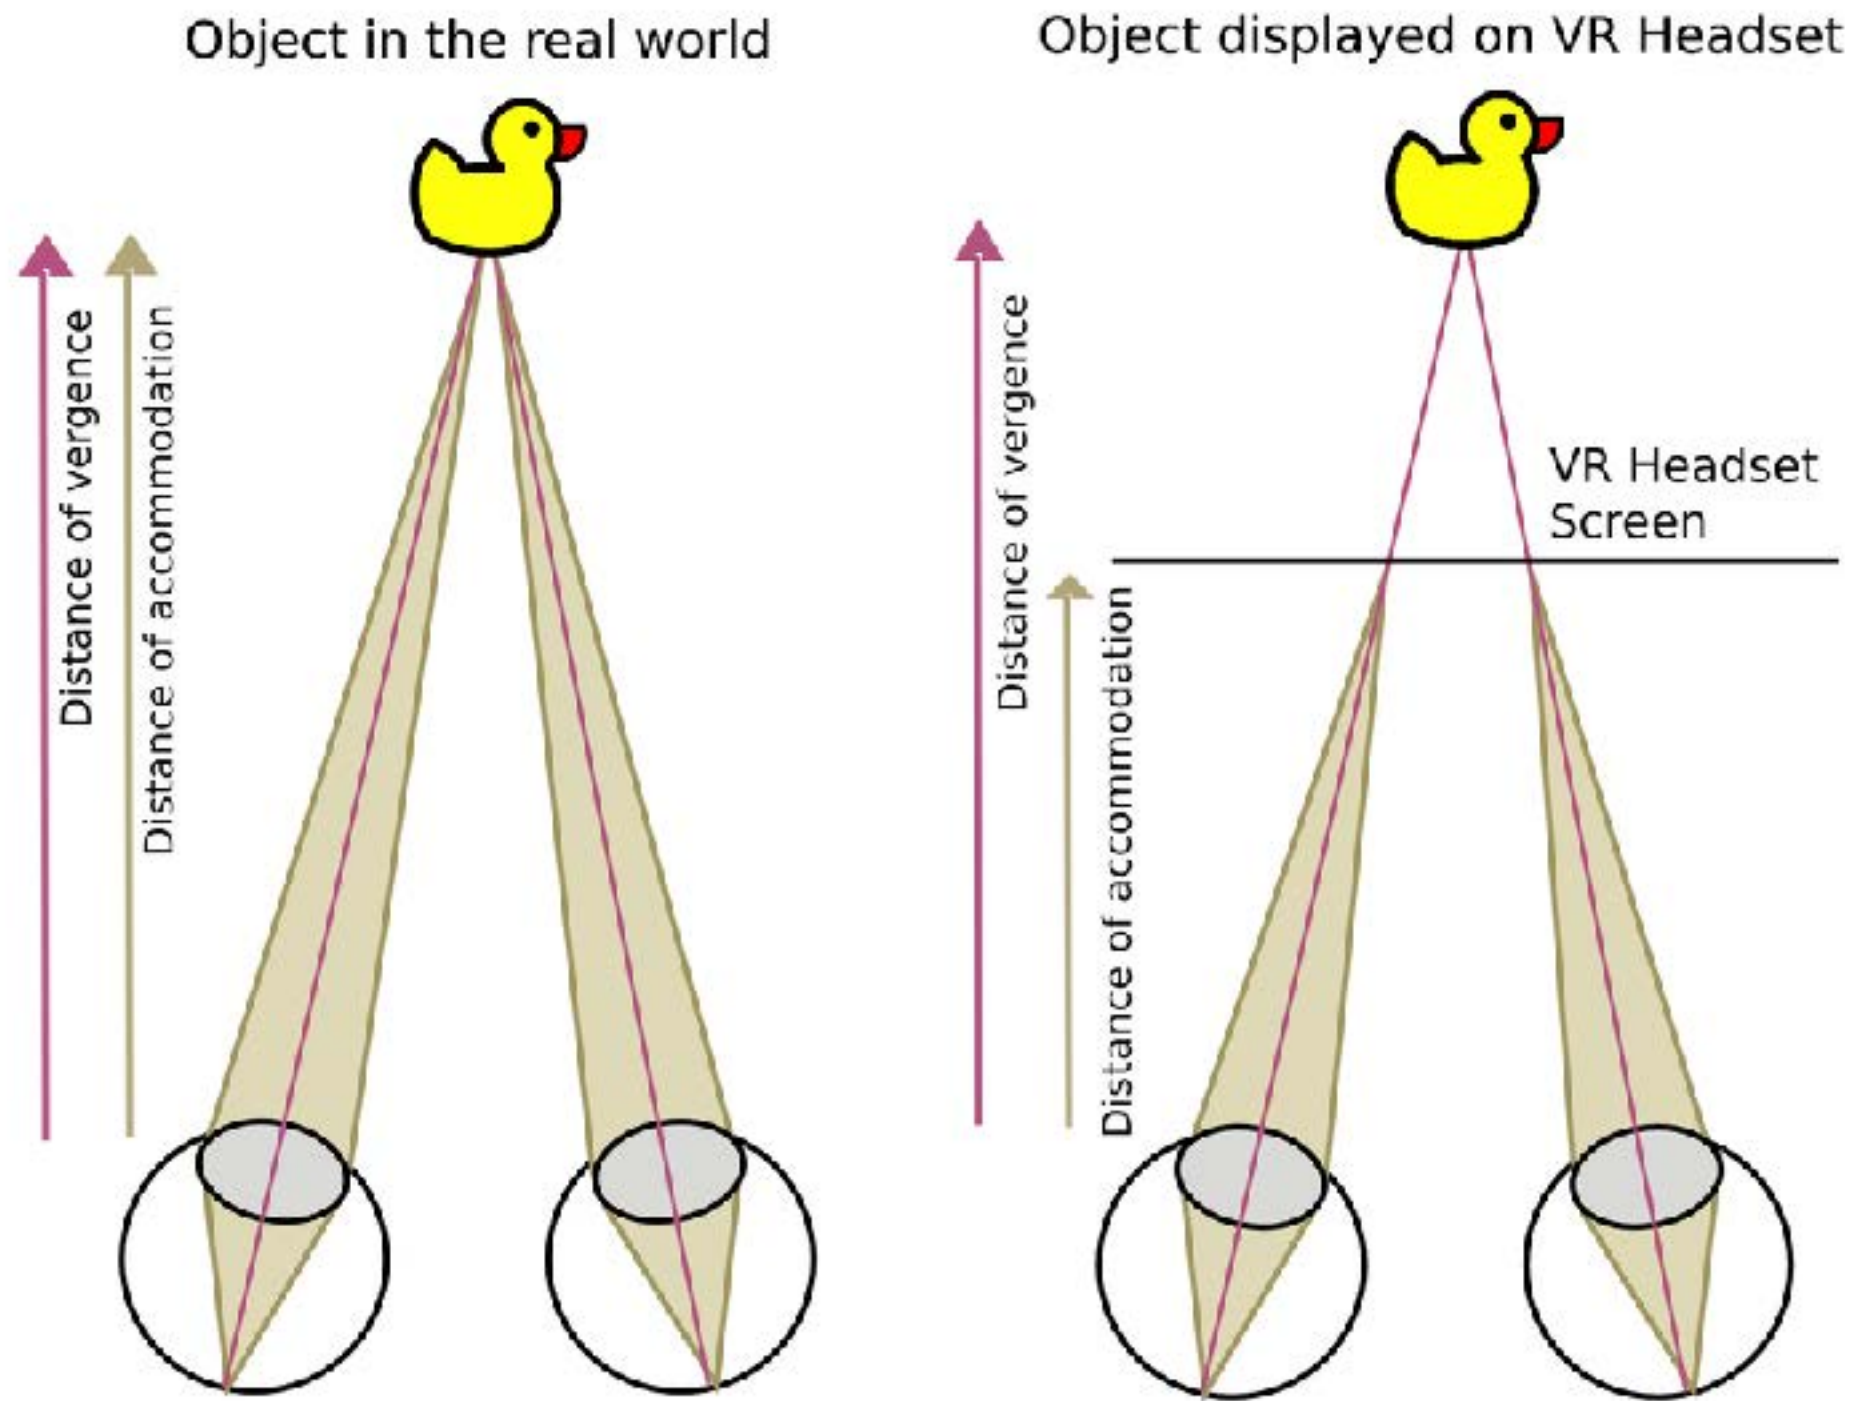 Object in the real world
Distance of vergence
Distance of accommodation
Object displayed on VR Headset
Distance of vergence
Distance of accommodation
VR Headset
Screen